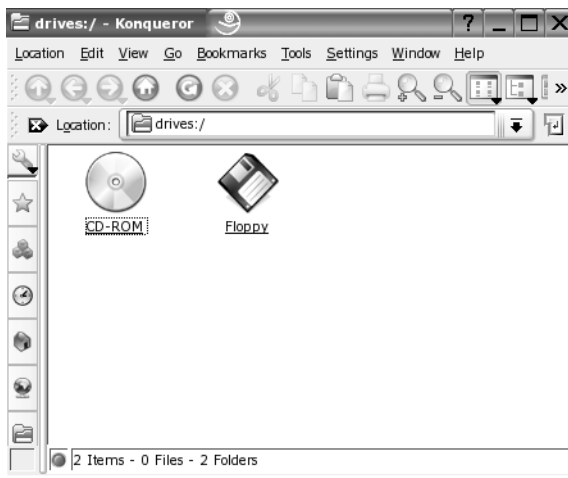 drives:/ - Konqueror
Location Edit View Go Bookmarks Tools Settings Window Help
Location: drives:/
CD-ROM Floppy
2 Items - 0 Files - 2 Folders